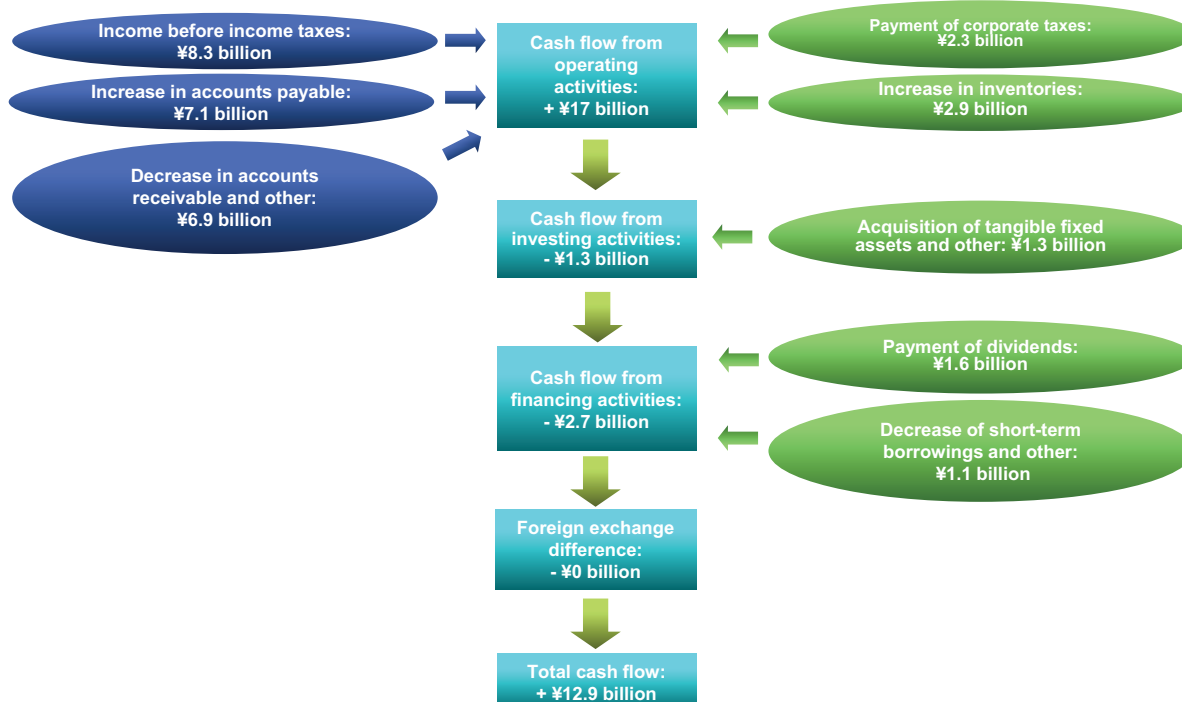 Income before income taxes:
¥8.3 billion
Increase in accounts payable:
¥7.1 billion
Decrease in accounts
receivable and other:
¥6.9 billion
Cash flow from
operating
activities:
+ ¥17 billion
Payment of corporate taxes:
¥2.3 billion
Increase in inventories:
¥2.9 billion
Cash flow from
investing activities:
- ¥1.3 billion
Acquisition of tangible fixed
assets and other: ¥1.3 billion
Cash flow from
financing activities:
- ¥2.7 billion
Payment of dividends:
¥1.6 billion
Decrease of short-term
borrowings and other:
¥1.1 billion
Foreign exchange
difference:
- ¥0 billion
Total cash flow:
+ ¥12.9 billion